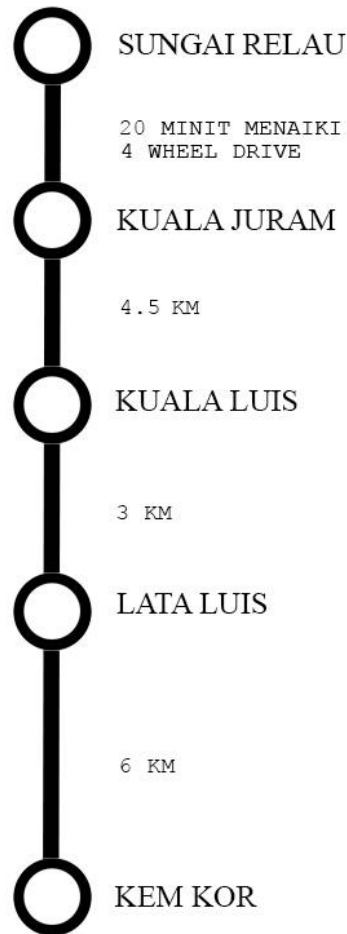 SUNGAI RELAU
20 MINIT MENAIKI
4 WHEEL DRIVE
KUALA JURAM
4.5 KM
KUALA LUIS
3 KM
LATA LUIS
6 KM
KEM KOR